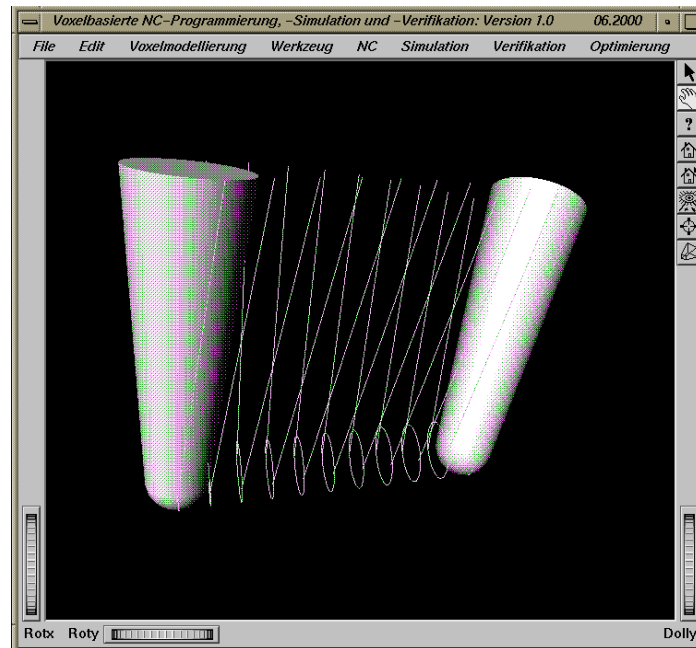 Voxelbasierte NC-Programmierung, -Simulation und -Verifikation: Version 1.0 06.2000
File Edit Voxelmodellierung Werkzeug NC Simulation Verifikation Optimierung
?
Rotx Roty Dolly